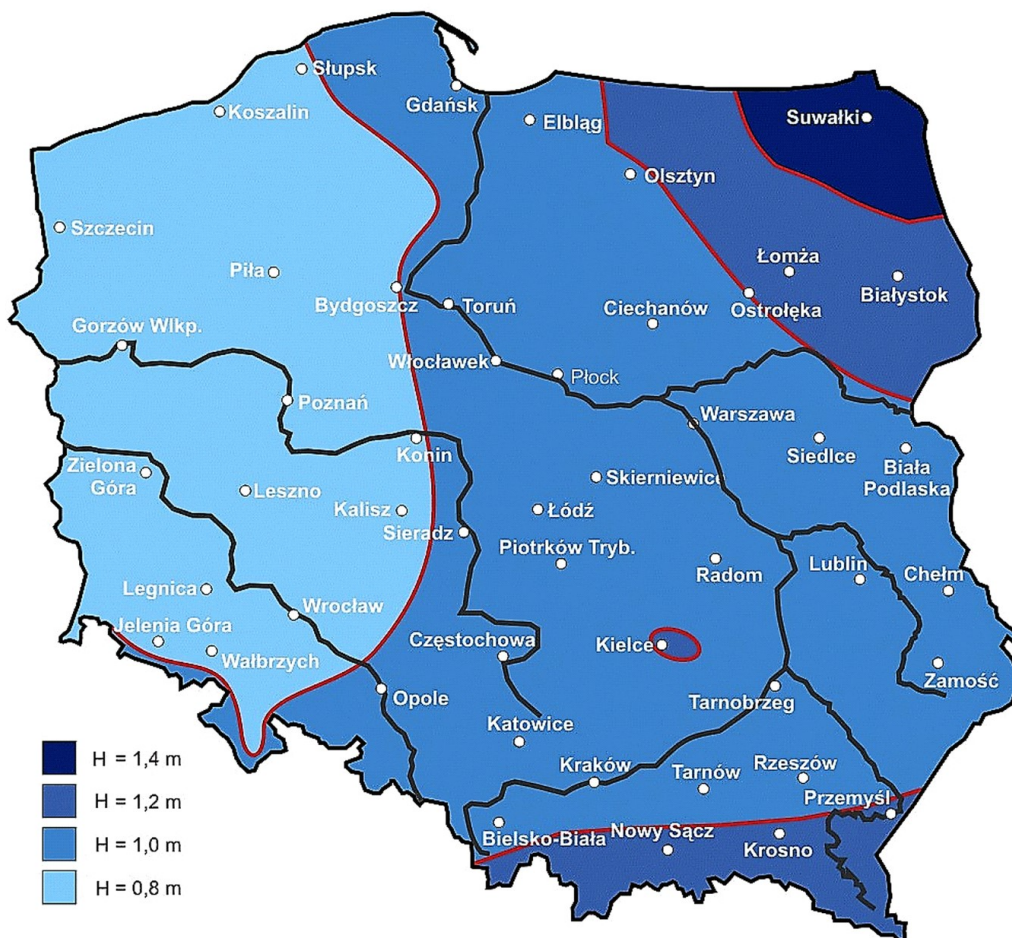 Słupsk
Gdańsk
Koszalin
Elbląg
Suwałki
Olsztyn
Szczecin
Piła
Łomża
Białystok
Bydgoszcz
Toruń
Ciechanów
Ostrołęka
Gorzów Wlkp.
Włocławek
Płock
Poznań
Warszawa
Konin
Siedlce
Biała
Podlaska
Zielona
Góra
Leszno
Skierniewice
Kalisz
Łódź
Sieradz
Piotrków Tryb.
Radom
Lublin
Chełm
Legnica
Wrocław
Jelenia Góra
Wałbrzych
Częstochowa
Kielce
Zamość
Opole
Tarnobrzeg
Katowice
Kraków
Tarnów
Rzeszów
Przemyśl
Bielsko-Biała
Nowy Sącz
Krosno
H = 1,4 m
H = 1,2 m
H = 1,0 m
H = 0,8 m